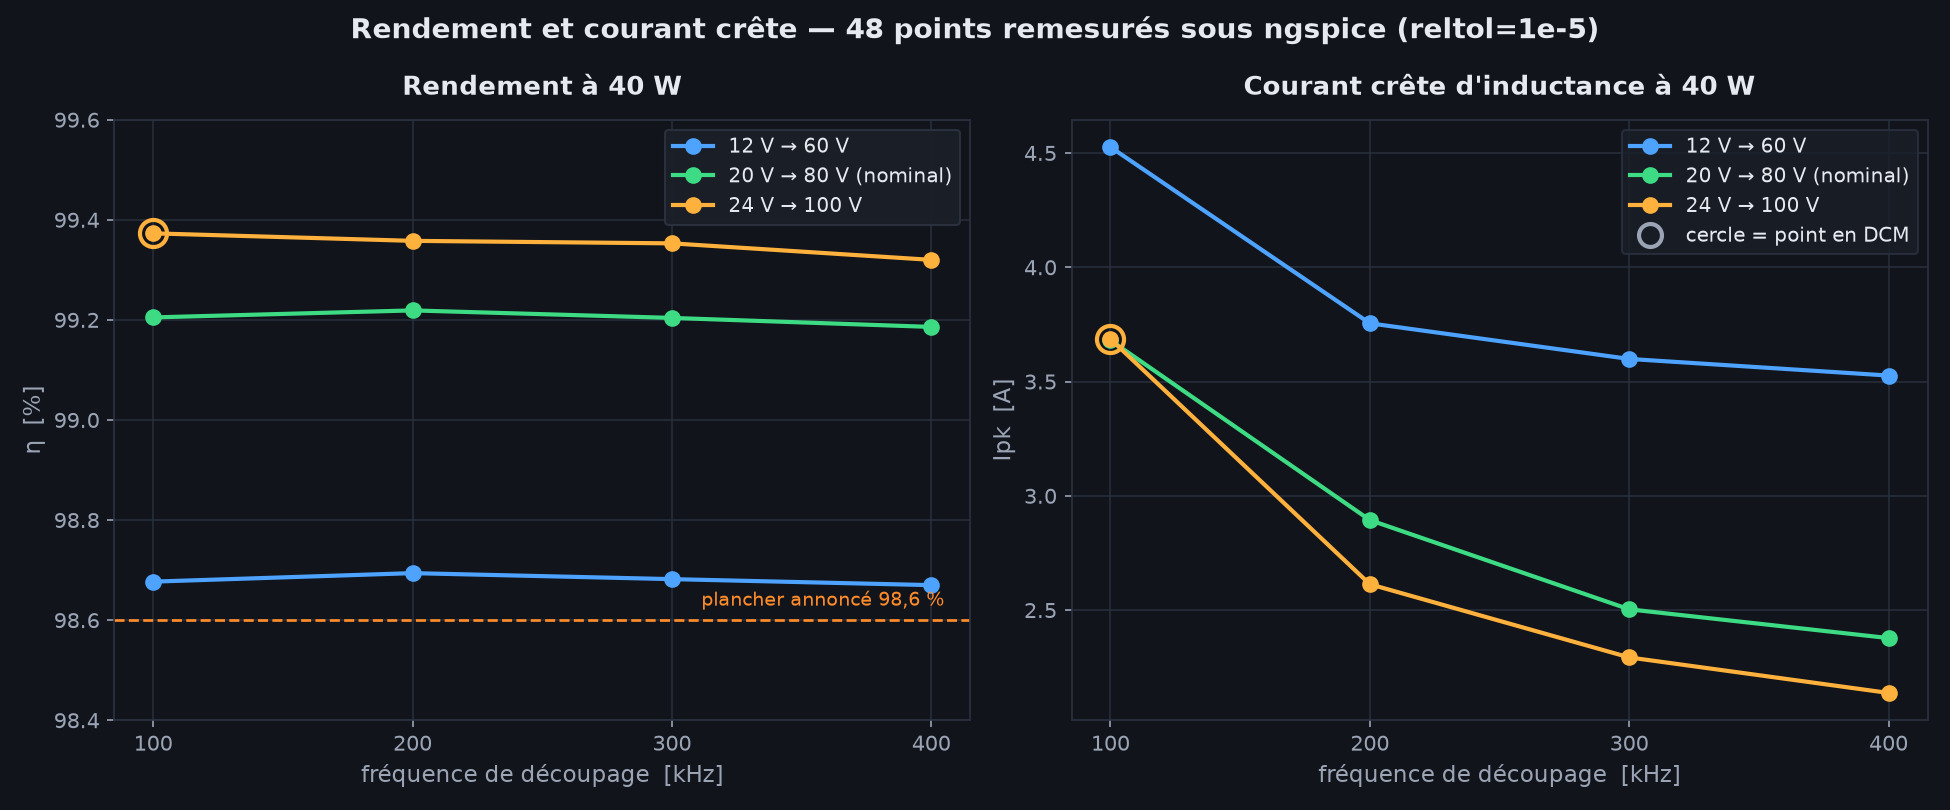 Rendement et courant crête — 48 points remesurés sous ngspice (reltol=1e-5)
Rendement à 40 W
99.6
99.4
99.2
99.0
98.8
98.6
98.4
η [%]
12 V → 60 V
20 V → 80 V (nominal)
24 V → 100 V
plancher annoncé 98,6 %
100
200
300
400
fréquence de découpage [kHz]
Courant crête d'inductance à 40 W
4.5
4.0
3.5
3.0
2.5
Ipk [A]
12 V → 60 V
20 V → 80 V (nominal)
24 V → 100 V
cercle = point en DCM
100
200
300
400
fréquence de découpage [kHz]